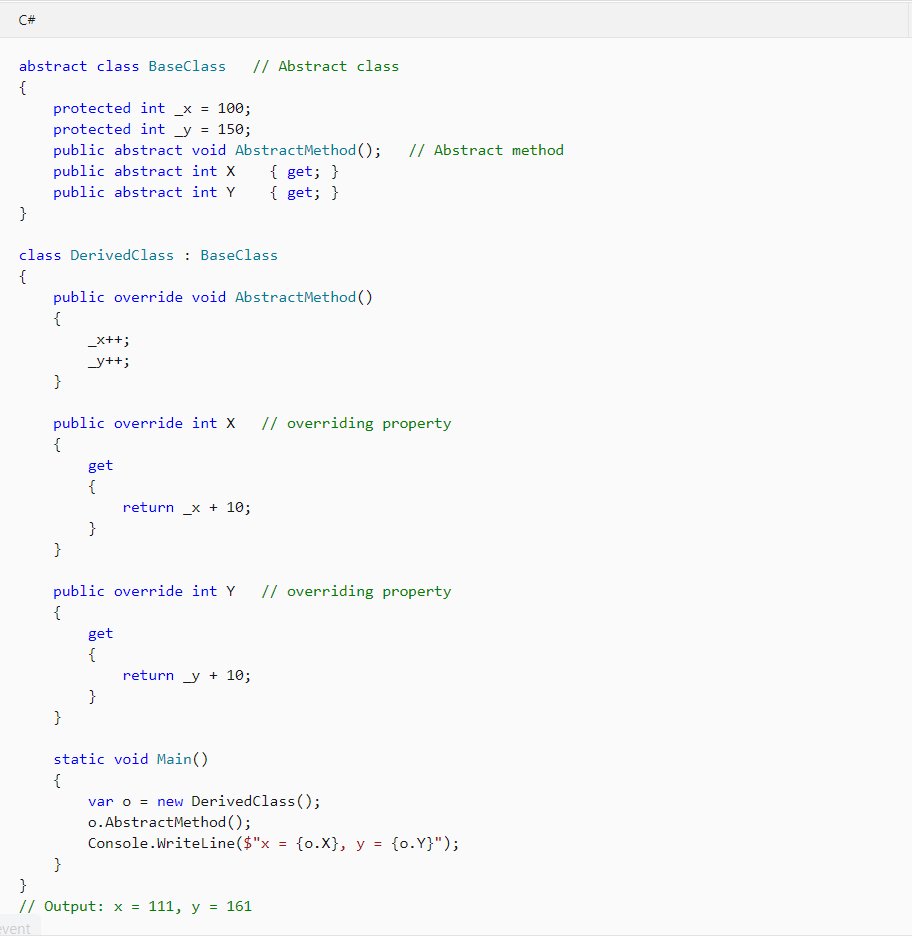 C#
abstract class BaseClass   // Abstract class
{
    protected int _x = 100;
    protected int _y = 150;
    public abstract void AbstractMethod();   // Abstract method
    public abstract int X    { get; }
    public abstract int Y    { get; }
}

class DerivedClass : BaseClass
{
    public override void AbstractMethod()
    {
        _x++;
        _y++;
    }

    public override int X   // overriding property
    {
        get
        {
            return _x + 10;
        }
    }

    public override int Y   // overriding property
    {
        get
        {
            return _y + 10;
        }
    }

    static void Main()
    {
        var o = new DerivedClass();
        o.AbstractMethod();
        Console.WriteLine($"x = {o.X}, y = {o.Y}");
    }
}
// Output: x = 111, y = 161
event